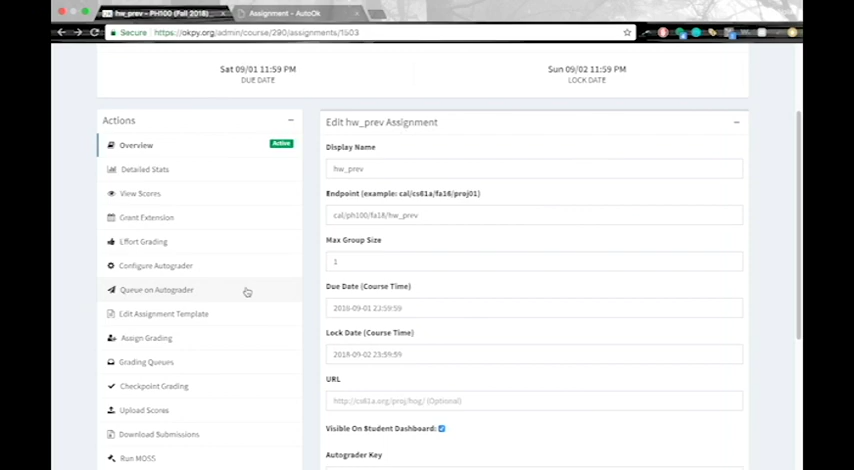 hw_prev - PH100 (Fall 2018)
Assignment - AutoOk
Secure https://okpy.org/admin/course/290/assignments/1503
Sat 09/01 11:59 PM
DUE DATE
Sun 09/02 11:59 PM
LOCK DATE
Actions
Overview
Active
Detailed Stats
View Scores
Grant Extension
Effort Grading
Configure Autograder
Queue on Autograder
Edit Assignment Template
Assign Grading
Grading Queues
Checkpoint Grading
Upload Scores
Download Submissions
Run MOSS
Edit hw_prev Assignment
Display Name
hw_prev
Endpoint (example: cal/cs61a/fa16/proj01)
cal/ph100/fa18/hw_prev
Max Group Size
1
Due Date (Course Time)
2018-09-01 23:59:59
Lock Date (Course Time)
2018-09-02 23:59:59
URL
http://cs61a.org/proj/hog/ (Optional)
Visible On Student Dashboard:
Autograder Key